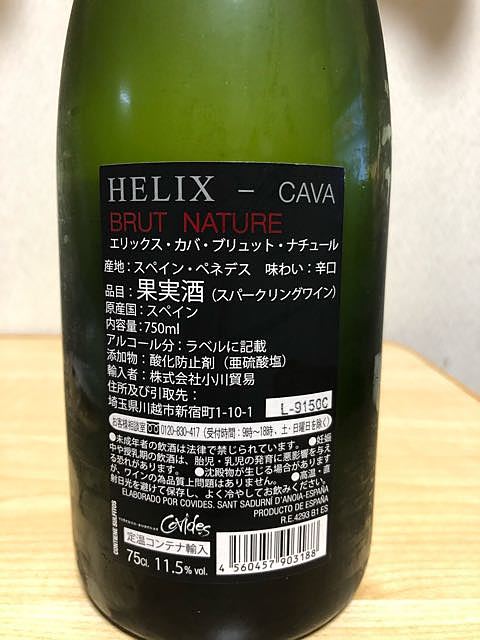 HELIX – CAVA
BRUT NATURE
エリックス・カバ・ブリュット・ナチュール
産地：スペイン・ペネデス 味わい：辛口
品目：果実酒（スパークリングワイン）
原産国：スペイン
内容量：750ml
アルコール分：ラベルに記載
添加物：酸化防止剤（亜硫酸塩）
輸入者：株式会社小川貿易
住所及び引取先：
埼玉県川越市新宿町1-10-1
L-9150C
お客様相談室 0120-830-417（受付時間：9時～18時、土・日曜日を除く）
●未成年者の飲酒は法律で禁じられています。●妊娠
中や授乳期の飲酒は、胎児・乳児の発育に悪影響を与え
る恐れがあります。●沈殿物が生じる場合があります
が、ワインの品質上問題はありません。●高温・直
射日光を避けて保存し、よく冷やしてお飲みください。
ELABORADO POR COVIDES. SANT SADURNÍ D'ANOIA-ESPAÑA
PRODUCTO DE ESPAÑA
R.E.4293 B1 ES
CONTIENE SULFITOS
Covides
定温コンテナ輸入
75Cl. 11.5% vol.
4 560457 903188